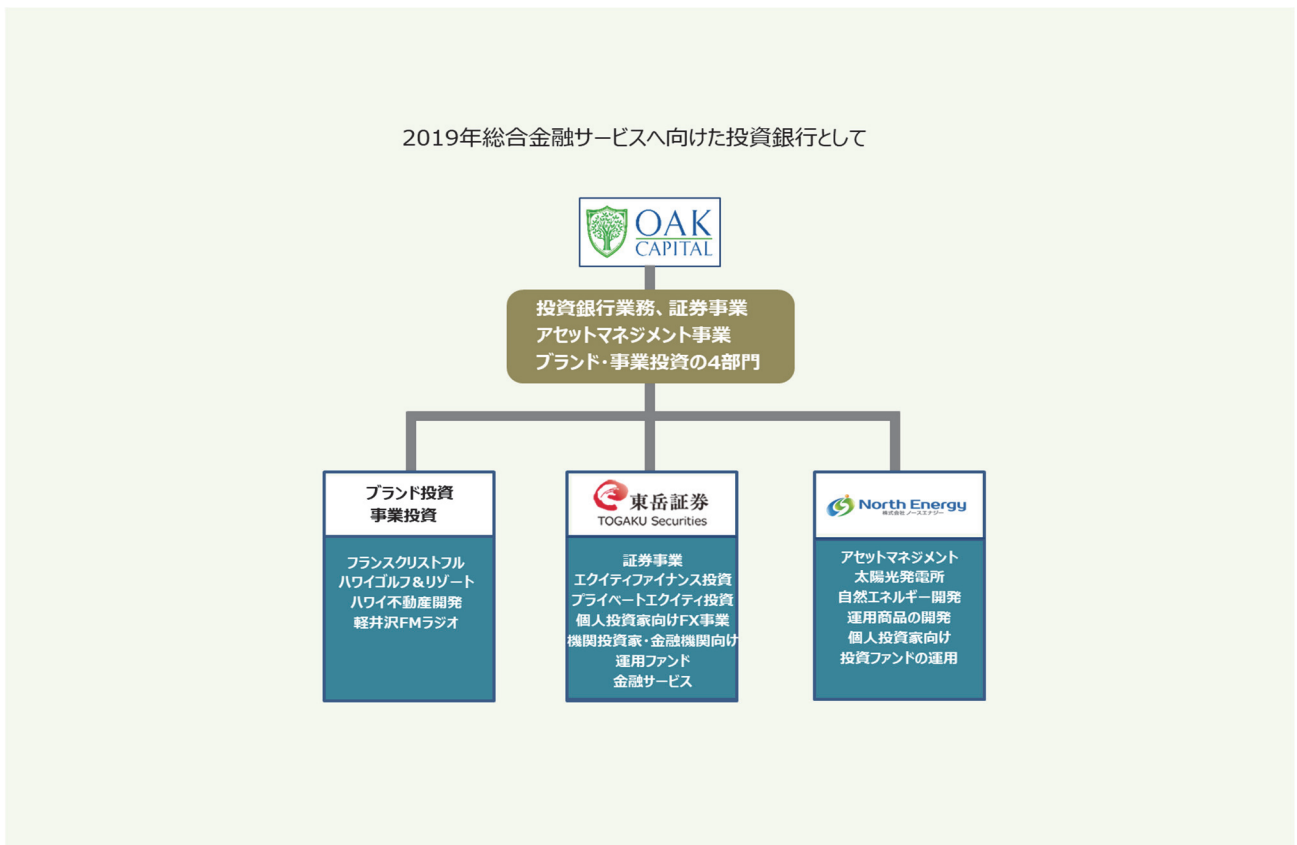 2019年総合金融サービスへ向けた投資銀行として
OAK
CAPITAL
投資銀行業務、証券事業
アセットマネジメント事業
ブランド・事業投資の4部門
ブランド投資
事業投資
フランスクリストフル
ハワイゴルフ&リゾート
ハワイ不動産開発
軽井沢FMラジオ
東岳証券
TOGAKU Securities
証券事業
エクイティファイナンス投資
プライベートエクイティ投資
個人投資家向けFX事業
機関投資家・金融機関向け
運用ファンド
金融サービス
North Energy
株式会社 ノースエナジー
アセットマネジメント
太陽光発電所
自然エネルギー開発
運用商品の開発
個人投資家向け
投資ファンドの運用